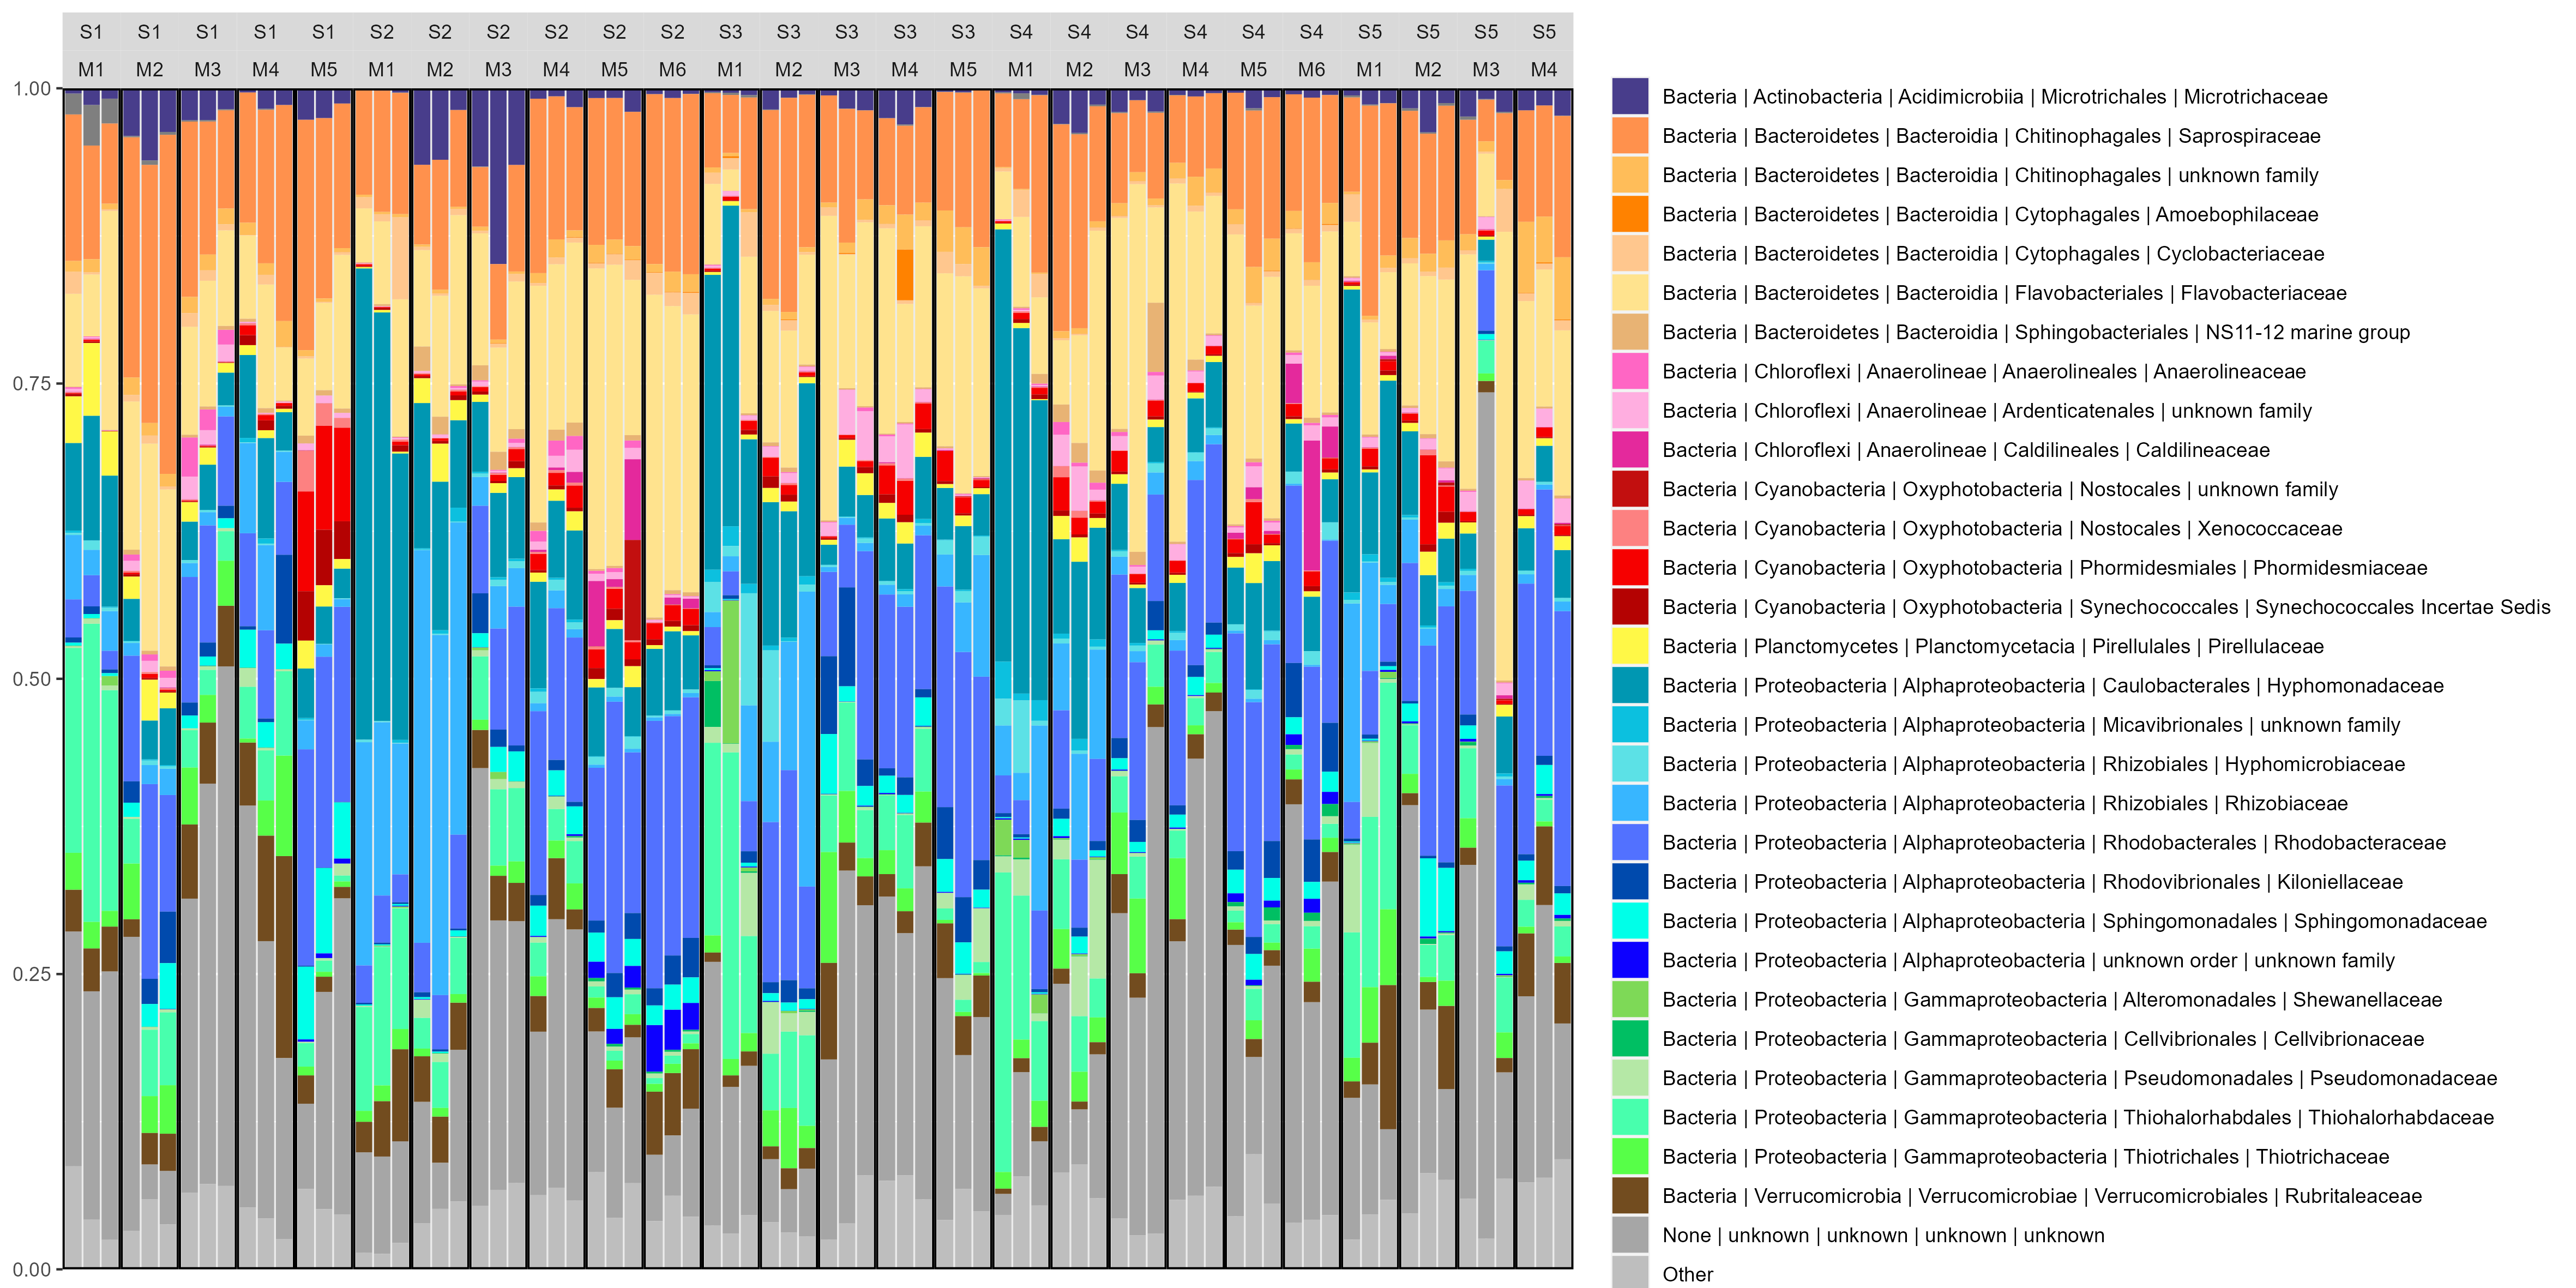 S1 S1 S1 S1 S1 S2 S2 S2 S2 S2 S2 S3 S3 S3 S3 S3 S4 S4 S4 S4 S4 S4 S5 S5 S5 S5
M1 M2 M3 M4 M5 M1 M2 M3 M4 M5 M6 M1 M2 M3 M4 M5 M1 M2 M3 M4 M5 M6 M1 M2 M3 M4
1.00
0.75
0.50
0.25
0.00
Bacteria | Actinobacteria | Acidimicrobiia | Microtrichales | Microtrichaceae
Bacteria | Bacteroidetes | Bacteroidia | Chitinophagales | Saprospiraceae
Bacteria | Bacteroidetes | Bacteroidia | Chitinophagales | unknown family
Bacteria | Bacteroidetes | Bacteroidia | Cytophagales | Amoebophilaceae
Bacteria | Bacteroidetes | Bacteroidia | Cytophagales | Cyclobacteriaceae
Bacteria | Bacteroidetes | Bacteroidia | Flavobacteriales | Flavobacteriaceae
Bacteria | Bacteroidetes | Bacteroidia | Sphingobacteriales | NS11-12 marine group
Bacteria | Chloroflexi | Anaerolineae | Anaerolineales | Anaerolineaceae
Bacteria | Chloroflexi | Anaerolineae | Ardenticatenales | unknown family
Bacteria | Chloroflexi | Anaerolineae | Caldilineales | Caldilineaceae
Bacteria | Cyanobacteria | Oxyphotobacteria | Nostocales | unknown family
Bacteria | Cyanobacteria | Oxyphotobacteria | Nostocales | Xenococcaceae
Bacteria | Cyanobacteria | Oxyphotobacteria | Phormidesmiales | Phormidesmiaceae
Bacteria | Cyanobacteria | Oxyphotobacteria | Synechococcales | Synechococcales Incertae Sedis
Bacteria | Planctomycetes | Planctomycetacia | Pirellulales | Pirellulaceae
Bacteria | Proteobacteria | Alphaproteobacteria | Caulobacterales | Hyphomonadaceae
Bacteria | Proteobacteria | Alphaproteobacteria | Micavibrionales | unknown family
Bacteria | Proteobacteria | Alphaproteobacteria | Rhizobiales | Hyphomicrobiaceae
Bacteria | Proteobacteria | Alphaproteobacteria | Rhizobiales | Rhizobiaceae
Bacteria | Proteobacteria | Alphaproteobacteria | Rhodobacterales | Rhodobacteraceae
Bacteria | Proteobacteria | Alphaproteobacteria | Rhodovibrionales | Kiloniellaceae
Bacteria | Proteobacteria | Alphaproteobacteria | Sphingomonadales | Sphingomonadaceae
Bacteria | Proteobacteria | Alphaproteobacteria | unknown order | unknown family
Bacteria | Proteobacteria | Gammaproteobacteria | Alteromonadales | Shewanellaceae
Bacteria | Proteobacteria | Gammaproteobacteria | Cellvibrionales | Cellvibrionaceae
Bacteria | Proteobacteria | Gammaproteobacteria | Pseudomonadales | Pseudomonadaceae
Bacteria | Proteobacteria | Gammaproteobacteria | Thiohalorhabdales | Thiohalorhabdaceae
Bacteria | Proteobacteria | Gammaproteobacteria | Thiotrichales | Thiotrichaceae
Bacteria | Verrucomicrobia | Verrucomicrobiae | Verrucomicrobiales | Rubritaleaceae
None | unknown | unknown | unknown | unknown
Other